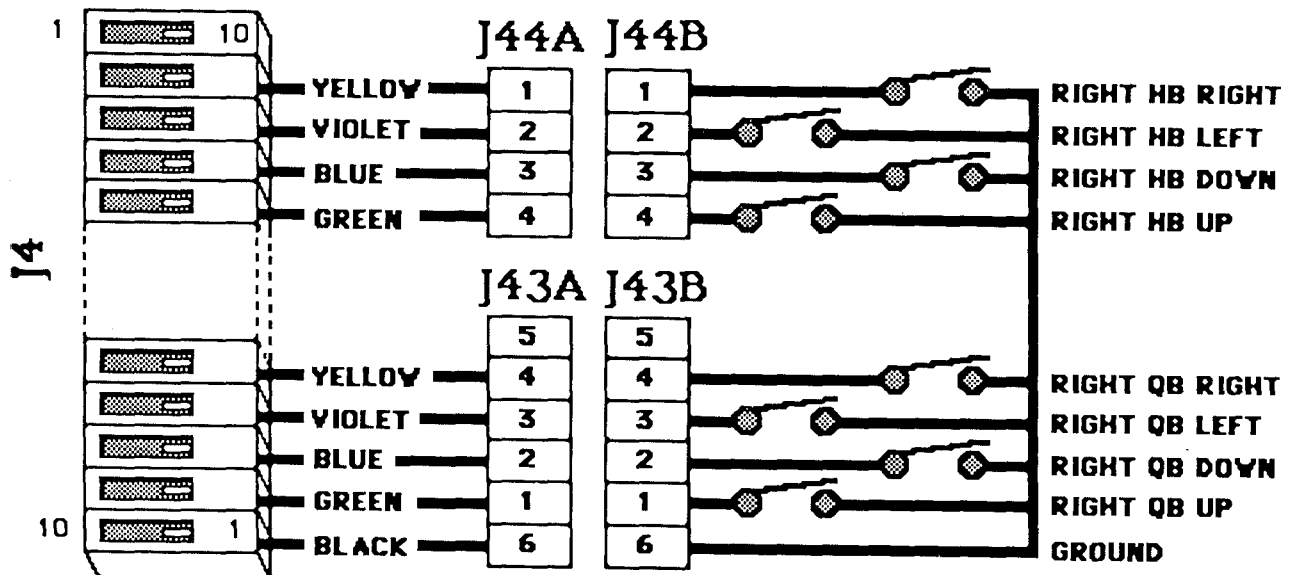 1 10 J44A J44B
YELLOW 1 1 RIGHT HB RIGHT
VIOLET 2 2 RIGHT HB LEFT
BLUE 3 3 RIGHT HB DOWN
GREEN 4 4 RIGHT HB UP
J4
J43A J43B
5 5
YELLOW 4 4 RIGHT QB RIGHT
VIOLET 3 3 RIGHT QB LEFT
BLUE 2 2 RIGHT QB DOWN
GREEN 1 1 RIGHT QB UP
10 1 BLACK 6 6 GROUND